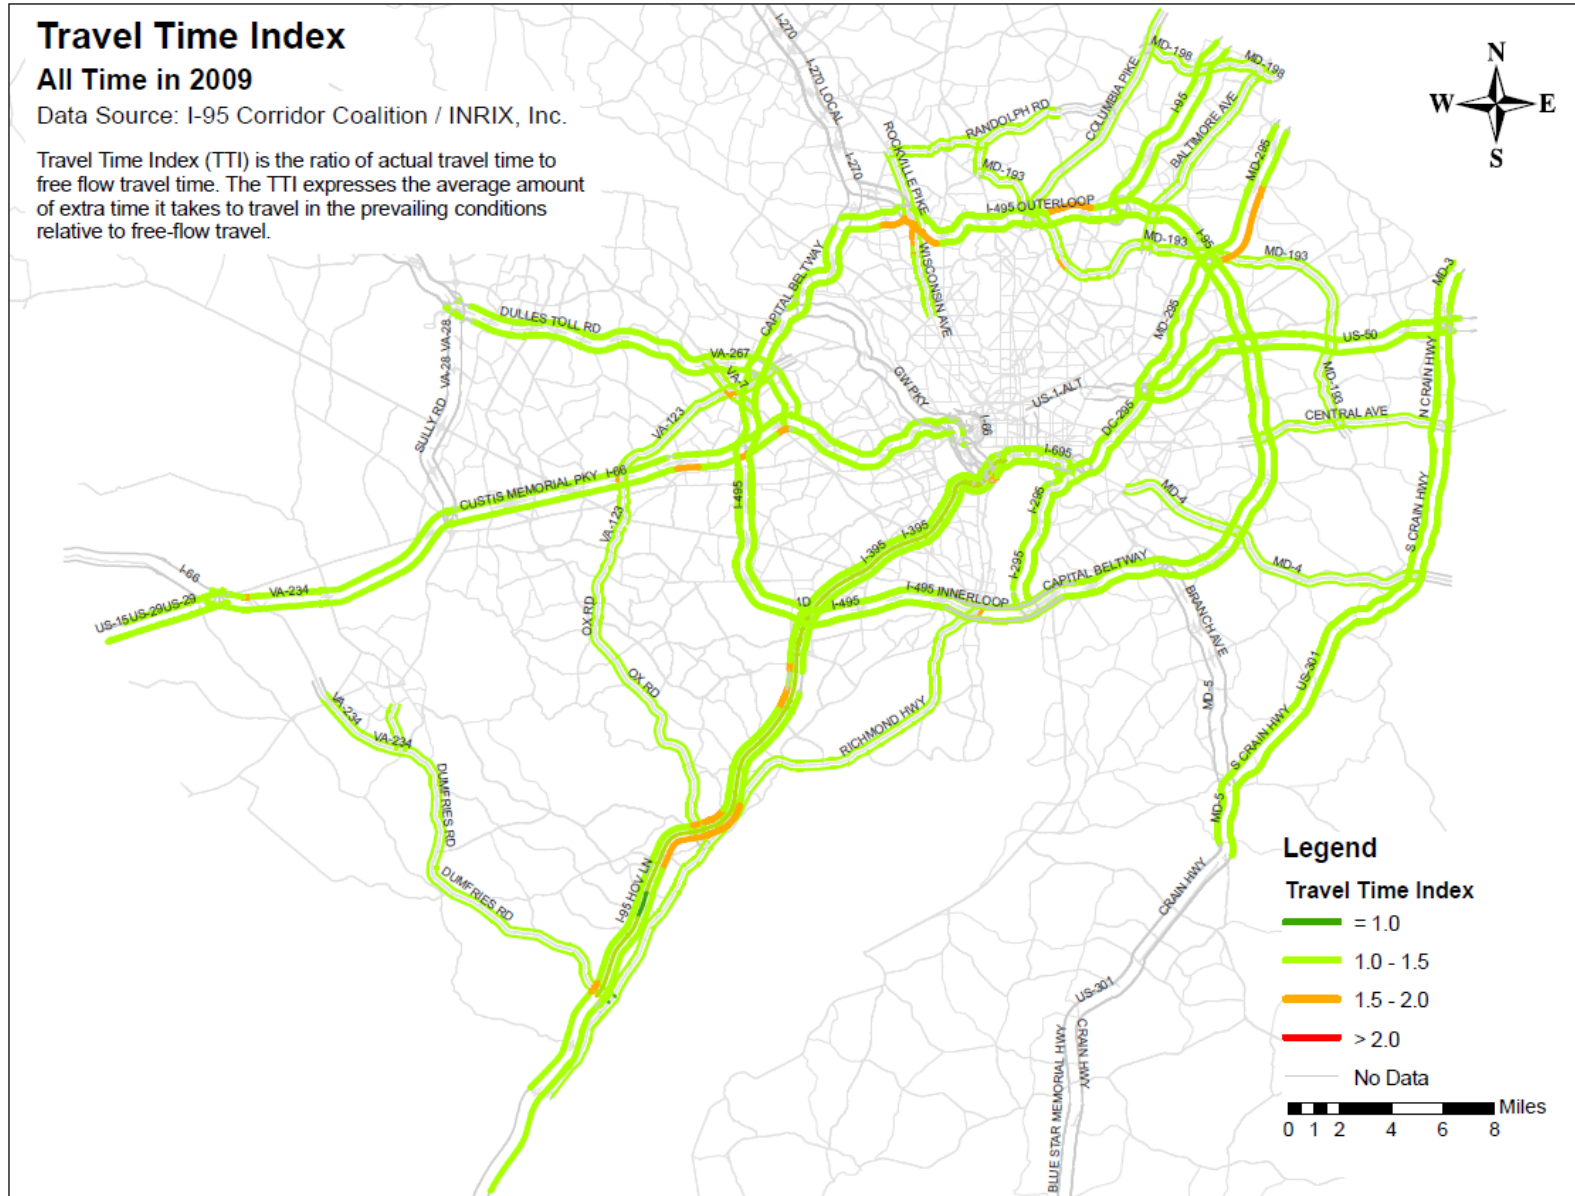 Travel Time Index
All Time in 2009
Data Source: I-95 Corridor Coalition / INRIX, Inc.
Travel Time Index (TTI) is the ratio of actual travel time to
free flow travel time. The TTI expresses the average amount
of extra time it takes to travel in the prevailing conditions
relative to free-flow travel.
N
W
E
S
I-270
I-270 LOCAL
I-270
ROCKVILLE PIKE
RANDOLPH RD
MD-193
COLUMBIA PIKE
MD-198
MD-198
I-95
BALTIMORE AVE
MD-295
I-495 OUTERLOOP
MD-193
I-95
MD-193
MD-3
WISCONSIN AVE
CAPITAL BELTWAY
DULLES TOLL RD
VA-28
VA-28
SULLY RD
VA-267
VA-7
VA-123
GW PKY
US-1-ALT
I-66
MD-295
DC-295
US-50
MD-193
CENTRAL AVE
N CRAIN HWY
S CRAIN HWY
CUSTIS MEMORIAL PKY
I-66
VA-123
I-495
I-695
I-295
I-295
I-395
I-395
MD-4
MD-4
CAPITAL BELTWAY
I-495 INNERLOOP
I-495
1D
I-66
VA-234
US-15US-29US-29
OX RD
OX RD
RICHMOND HWY
BRANCH AVE
MD-5
US-301
S CRAIN HWY
MD-5
VA-234
VA-234
DUMFRIES RD
DUMFRIES RD
I-95 HOV LN
CRAIN HWY
US-301
BLUE STAR MEMORIAL HWY
CRAIN HWY
Legend
Travel Time Index
= 1.0
1.0 - 1.5
1.5 - 2.0
> 2.0
No Data
Miles
0 1 2 4 6 8